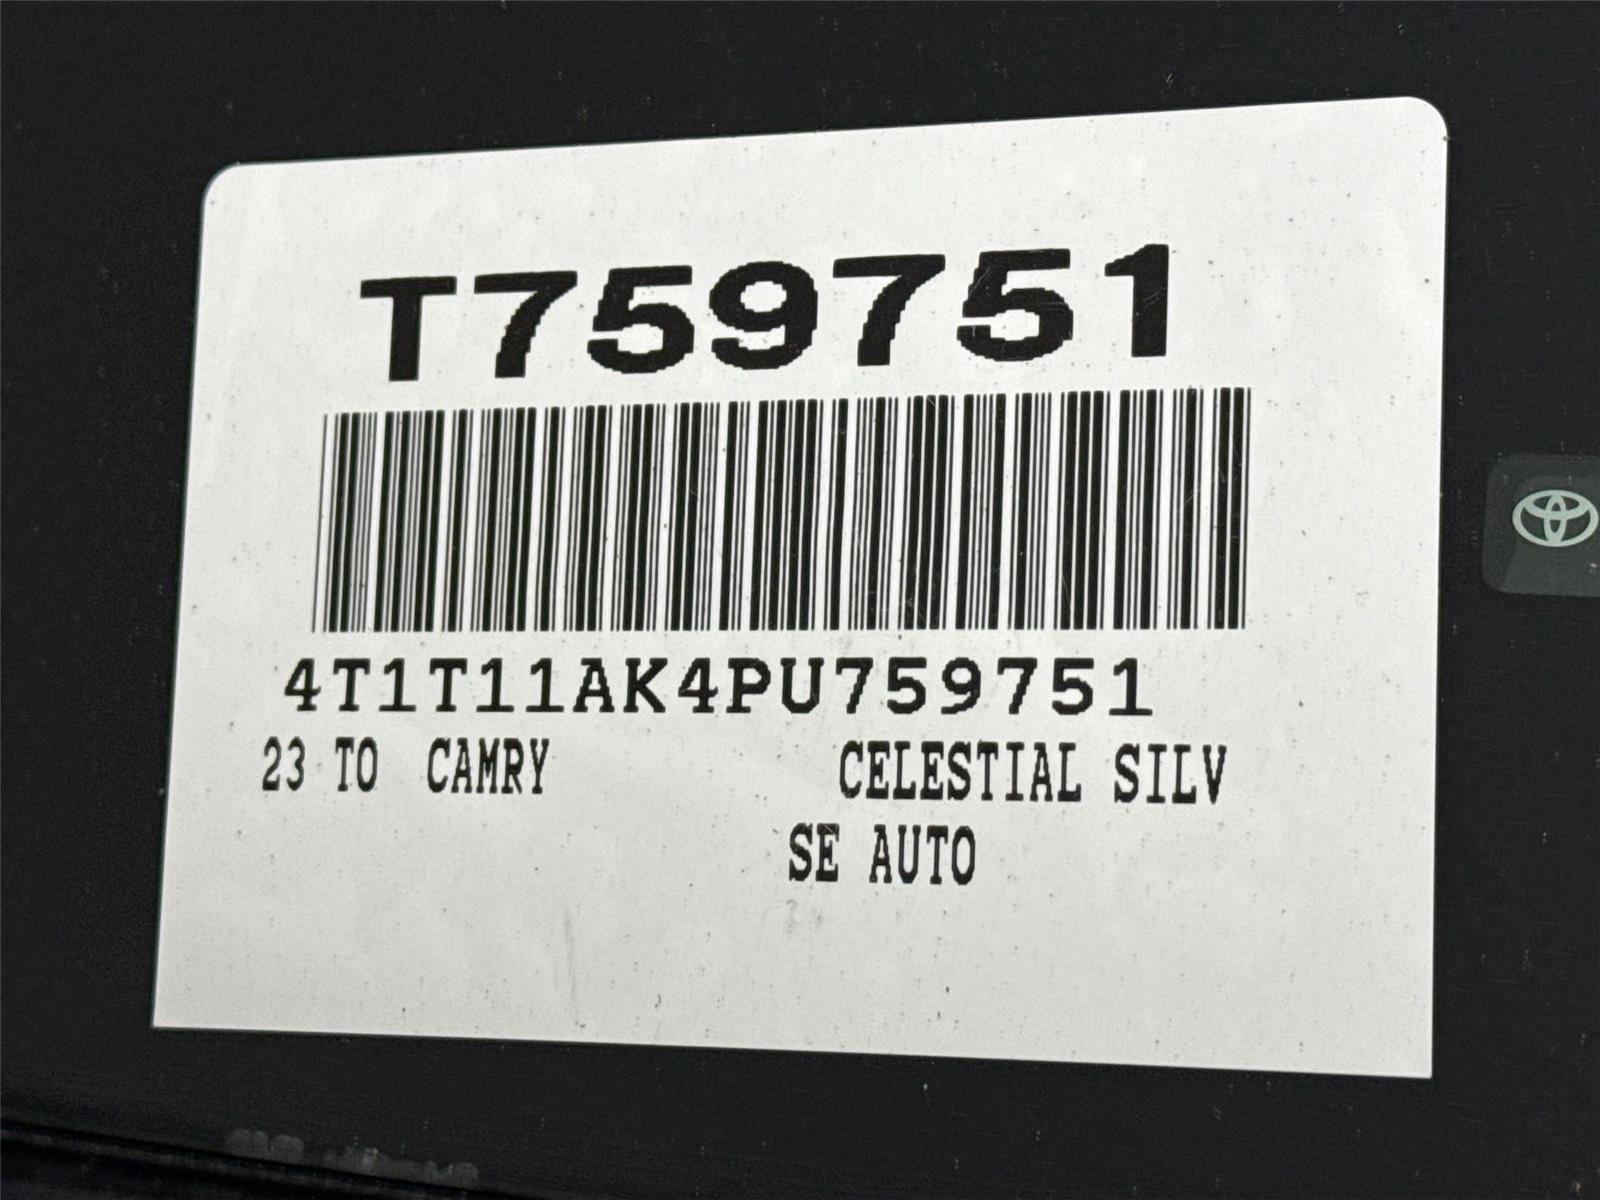 T759751
4T1T11AK4PU759751
23 TO CAMRY CELESTIAL SILV
SE AUTO